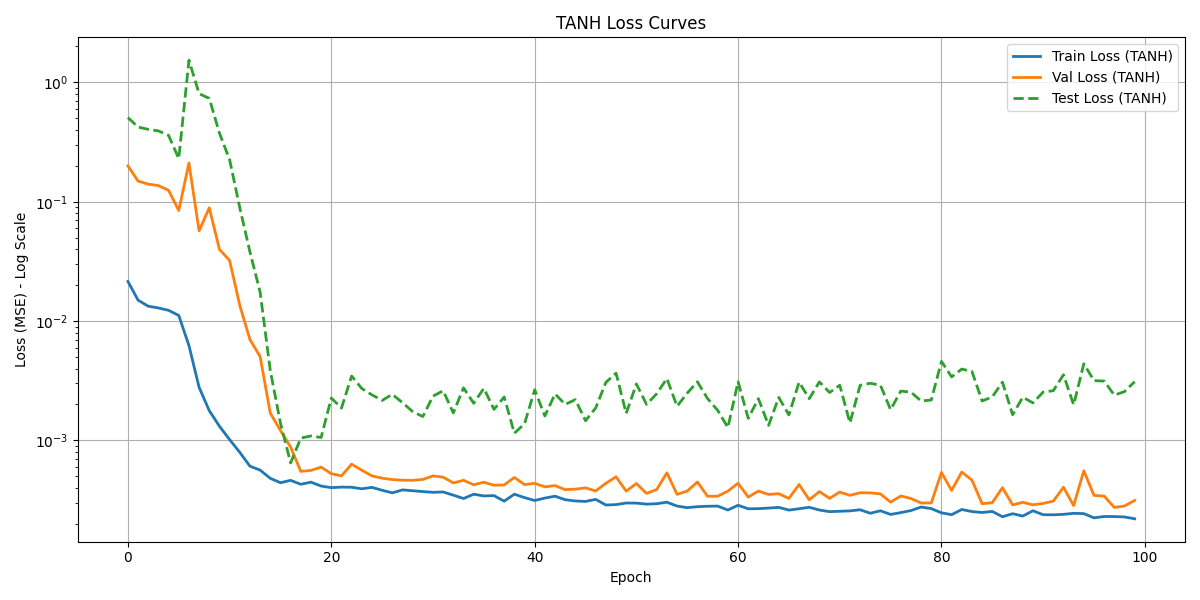 TANH Loss Curves
Train Loss (TANH)
Val Loss (TANH)
Test Loss (TANH)
Loss (MSE) - Log Scale
10⁰
10⁻¹
10⁻²
10⁻³
0 20 40 60 80 100
Epoch